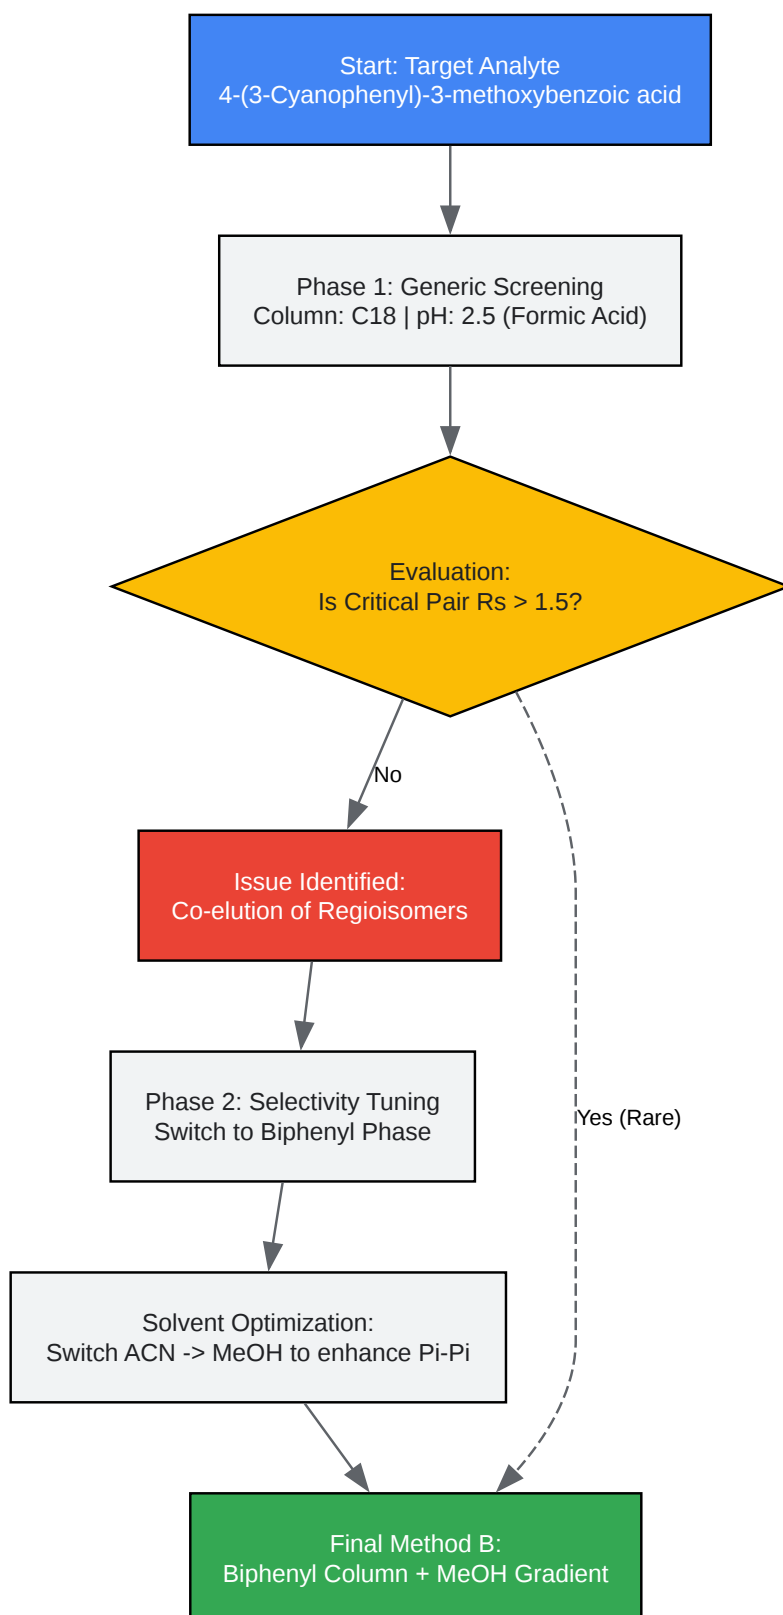 Start: Target Analyte
4-(3-Cyanophenyl)-3-methoxybenzoic acid
Phase 1: Generic Screening
Column: C18 | pH: 2.5 (Formic Acid)
Evaluation:
Is Critical Pair Rs > 1.5?
No
Issue Identified:
Co-elution of Regioisomers
Phase 2: Selectivity Tuning
Switch to Biphenyl Phase
Yes (Rare)
Solvent Optimization:
Switch ACN -> MeOH to enhance Pi-Pi
Final Method B:
Biphenyl Column + MeOH Gradient